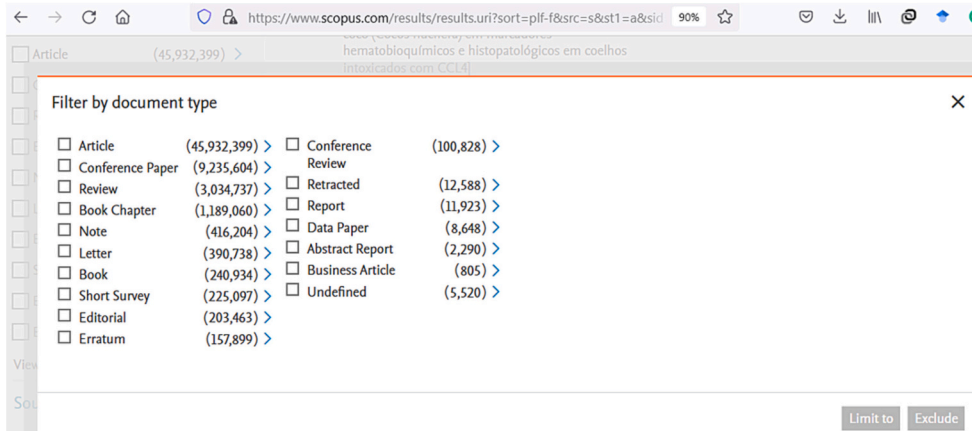 https://www.scopus.com/results/results.uri?sort=plf-f&src=s&st1=a&sid 90%
Article (45,932,399)
hematobioquímicos e histopatológicos em coelhos
intoxicados com CCL4]
Filter by document type
Article (45,932,399)
Conference Paper (9,235,604)
Review (3,034,737)
Book Chapter (1,189,060)
Note (416,204)
Letter (390,738)
Book (240,934)
Short Survey (225,097)
Editorial (203,463)
Erratum (157,899)
Conference Review (100,828)
Retracted (12,588)
Report (11,923)
Data Paper (8,648)
Abstract Report (2,290)
Business Article (805)
Undefined (5,520)
View
Sou
Limit to Exclude